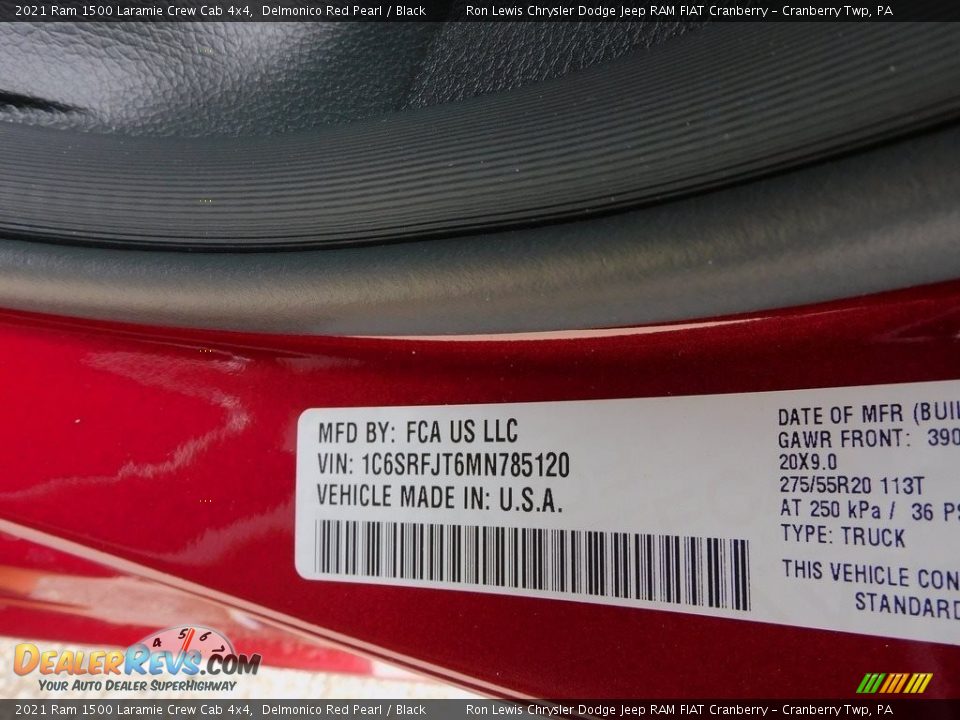 2021 Ram 1500 Laramie Crew Cab 4x4, Delmonico Red Pearl / Black Ron Lewis Chrysler Dodge Jeep RAM FIAT Cranberry - Cranberry Twp, PA
MFD BY: FCA US LLC
VIN: 1C6SRFJT6MN785120
VEHICLE MADE IN: U.S.A.
DATE OF MFR (BUIL
GAWR FRONT: 390
20X9.0
275/55R20 113T
AT 250 kPa / 36 PS
TYPE: TRUCK
THIS VEHICLE CON
STANDARD
4 5 6
DEALERREVS.COM
YOUR AUTO DEALER SUPERHIGHWAY
2021 Ram 1500 Laramie Crew Cab 4x4, Delmonico Red Pearl / Black Ron Lewis Chrysler Dodge Jeep RAM FIAT Cranberry - Cranberry Twp, PA